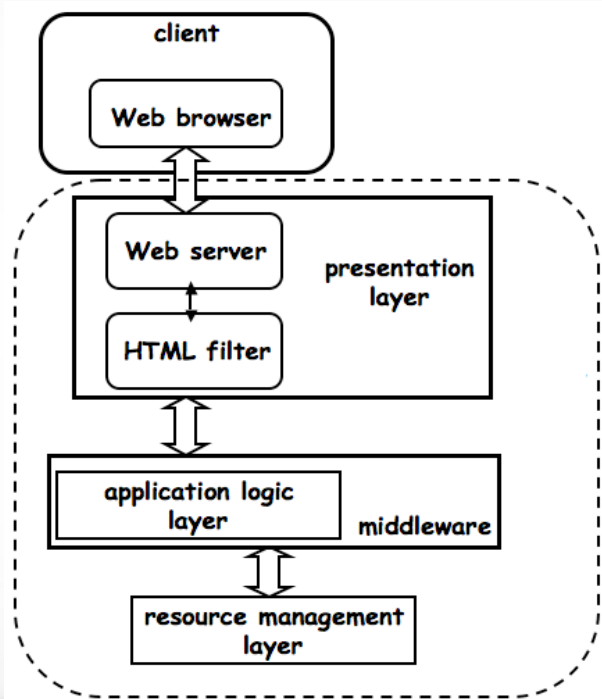 client
Web browser
Web server
presentation
layer
HTML filter
application logic
layer
middleware
resource management
layer